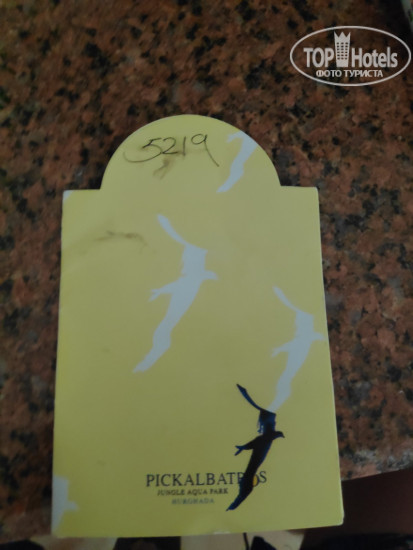 TOP Hotels
ФОТО ТУРИСТА
5219
PICKALBATROS
JUNGLE AQUA PARK
HURGHADA